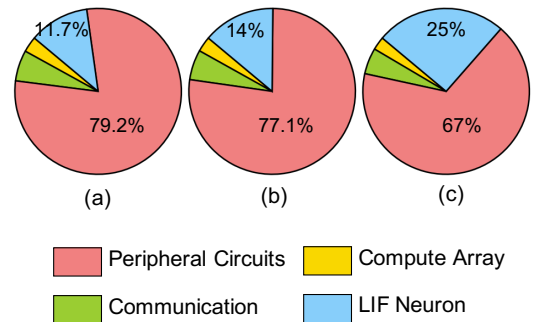 11.7% 14% 25%
79.2% 77.1% 67%
(a) (b) (c)
Peripheral Circuits Compute Array
Communication LIF Neuron